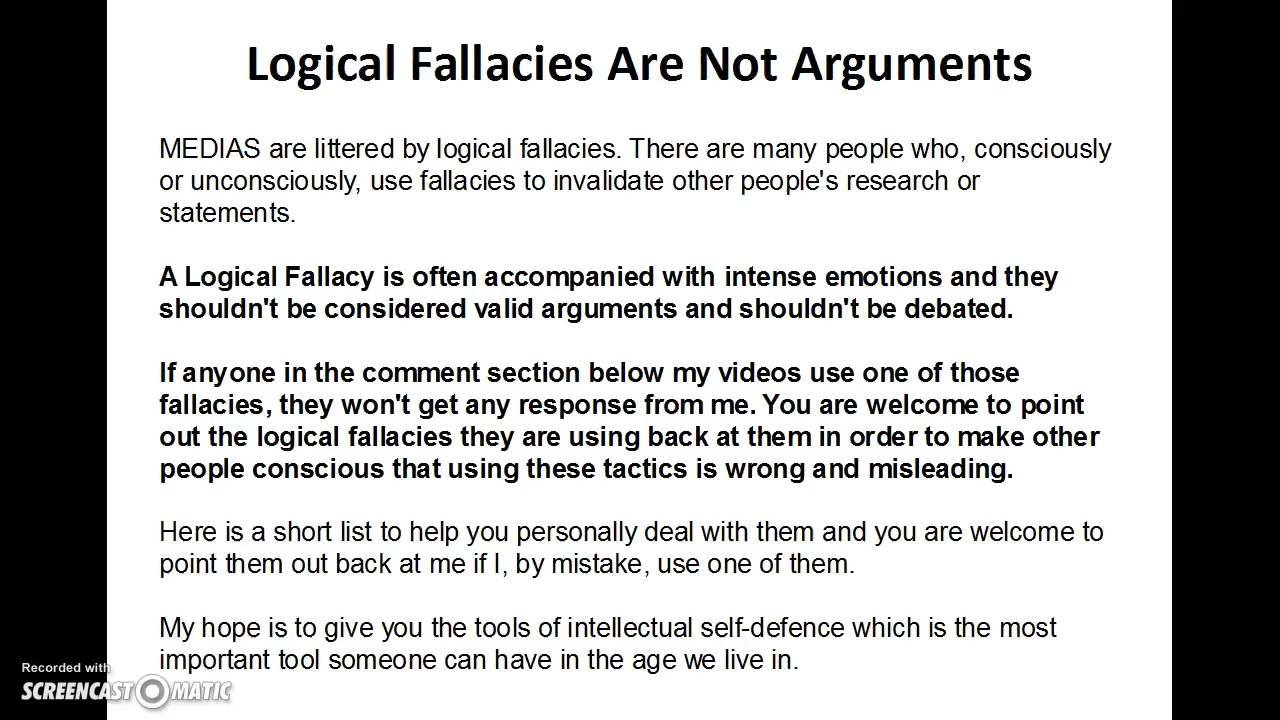 Logical Fallacies Are Not Arguments
MEDIAS are littered by logical fallacies. There are many people who, consciously
or unconsciously, use fallacies to invalidate other people's research or
statements.
A Logical Fallacy is often accompanied with intense emotions and they
shouldn't be considered valid arguments and shouldn't be debated.
If anyone in the comment section below my videos use one of those
fallacies, they won't get any response from me. You are welcome to point
out the logical fallacies they are using back at them in order to make other
people conscious that using these tactics is wrong and misleading.
Here is a short list to help you personally deal with them and you are welcome to
point them out back at me if I, by mistake, use one of them.
My hope is to give you the tools of intellectual self-defence which is the most
important tool someone can have in the age we live in.
Recorded with
SCREENCAST-O-MATIC